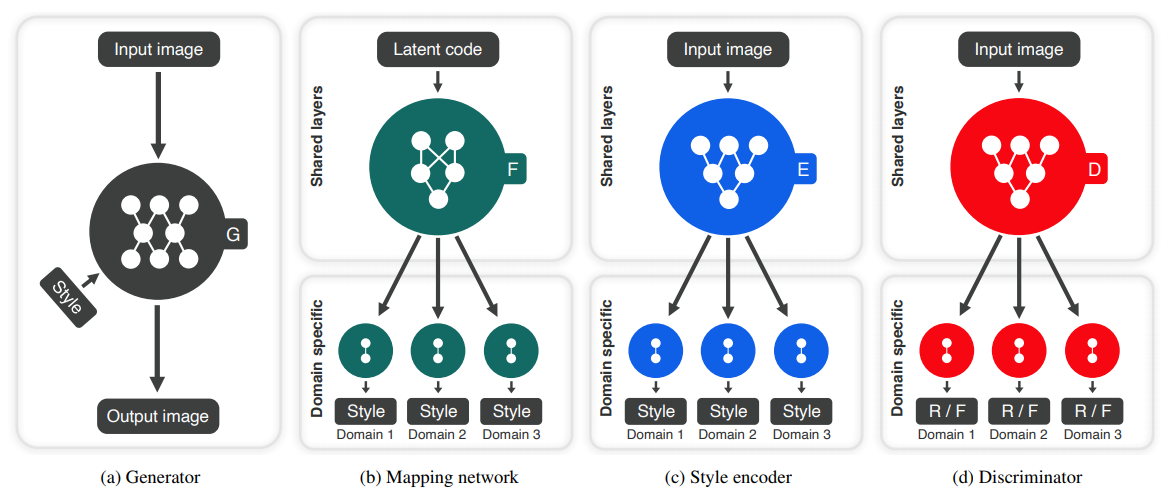 Input image
G
Style
Output image
(a) Generator
Latent code
Shared layers
F
Domain specific
Style Style Style
Domain 1 Domain 2 Domain 3
(b) Mapping network
Input image
Shared layers
E
Domain specific
Style Style Style
Domain 1 Domain 2 Domain 3
(c) Style encoder
Input image
Shared layers
D
Domain specific
R / F R / F R / F
Domain 1 Domain 2 Domain 3
(d) Discriminator